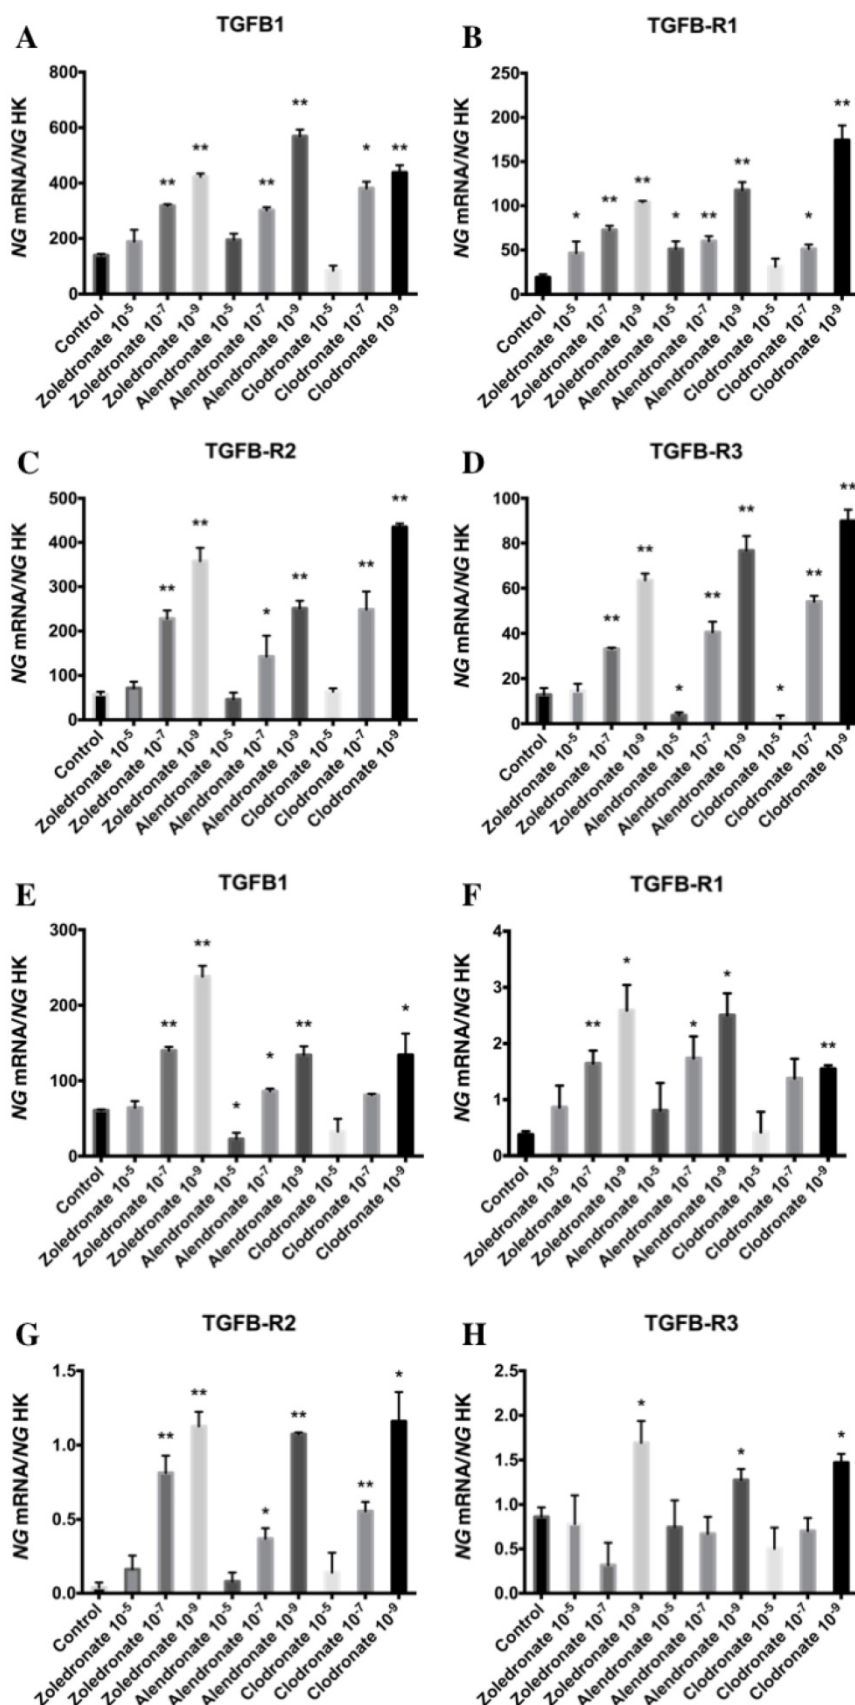 A
TGFB1
NG mRNA/NG HK
800
600
400
200
0
**
**
**
**
*
**
Control
Zoledronate 10-5
Zoledronate 10-7
Zoledronate 10-9
Alendronate 10-5
Alendronate 10-7
Alendronate 10-9
Clodronate 10-5
Clodronate 10-7
Clodronate 10-9
B
TGFB-R1
NG mRNA/NG HK
250
200
150
100
50
0
*
**
**
*
**
**
*
**
Control
Zoledronate 10-5
Zoledronate 10-7
Zoledronate 10-9
Alendronate 10-5
Alendronate 10-7
Alendronate 10-9
Clodronate 10-5
Clodronate 10-7
Clodronate 10-9
C
TGFB-R2
NG mRNA/NG HK
500
400
300
200
100
0
**
**
*
**
**
**
Control
Zoledronate 10-5
Zoledronate 10-7
Zoledronate 10-9
Alendronate 10-5
Alendronate 10-7
Alendronate 10-9
Clodronate 10-5
Clodronate 10-7
Clodronate 10-9
D
TGFB-R3
NG mRNA/NG HK
100
80
60
40
20
0
**
**
*
**
**
*
**
**
Control
Zoledronate 10-5
Zoledronate 10-7
Zoledronate 10-9
Alendronate 10-5
Alendronate 10-7
Alendronate 10-9
Clodronate 10-5
Clodronate 10-7
Clodronate 10-9
E
TGFB1
NG mRNA/NG HK
300
200
100
0
**
**
*
*
**
*
Control
Zoledronate 10-5
Zoledronate 10-7
Zoledronate 10-9
Alendronate 10-5
Alendronate 10-7
Alendronate 10-9
Clodronate 10-5
Clodronate 10-7
Clodronate 10-9
F
TGFB-R1
NG mRNA/NG HK
4
3
2
1
0
**
*
*
*
**
Control
Zoledronate 10-5
Zoledronate 10-7
Zoledronate 10-9
Alendronate 10-5
Alendronate 10-7
Alendronate 10-9
Clodronate 10-5
Clodronate 10-7
Clodronate 10-9
G
TGFB-R2
NG mRNA/NG HK
1.5
1.0
0.5
0.0
**
**
*
**
**
*
Control
Zoledronate 10-5
Zoledronate 10-7
Zoledronate 10-9
Alendronate 10-5
Alendronate 10-7
Alendronate 10-9
Clodronate 10-5
Clodronate 10-7
Clodronate 10-9
H
TGFB-R3
NG mRNA/NG HK
2.5
2.0
1.5
1.0
0.5
0.0
*
*
*
Control
Zoledronate 10-5
Zoledronate 10-7
Zoledronate 10-9
Alendronate 10-5
Alendronate 10-7
Alendronate 10-9
Clodronate 10-5
Clodronate 10-7
Clodronate 10-9